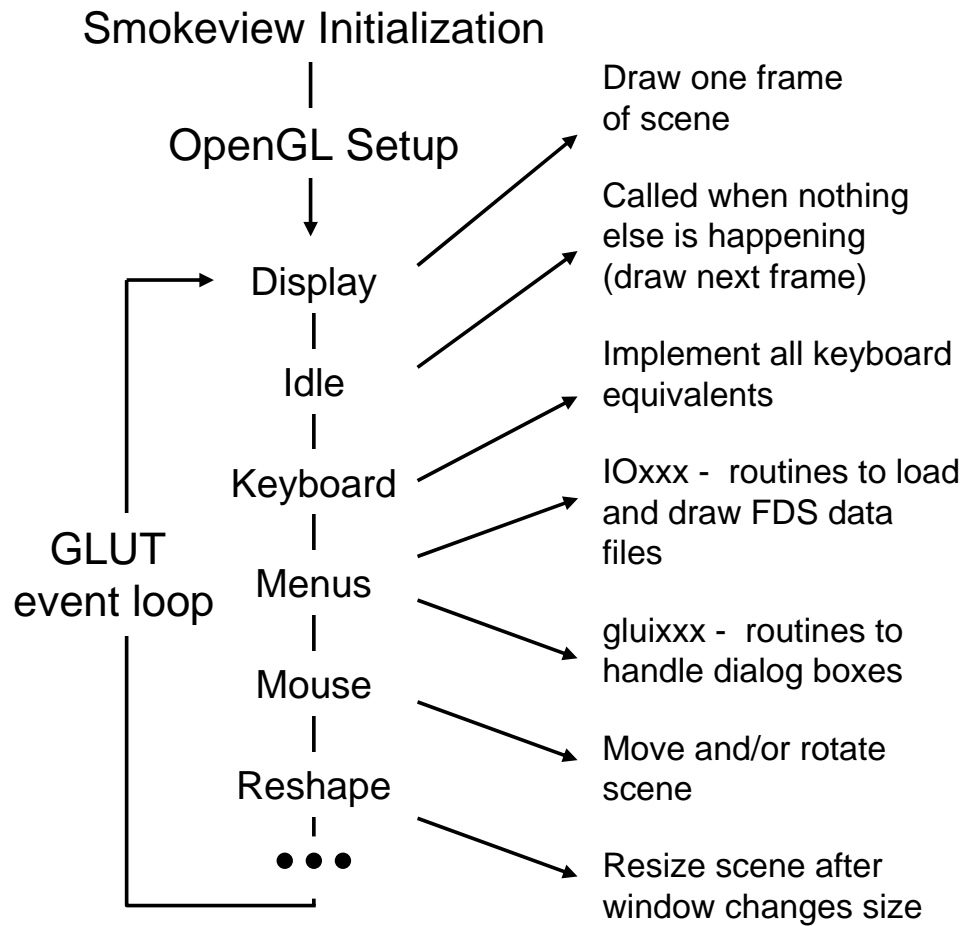 Smokeview Initialization
OpenGL Setup
Display
Idle
Keyboard
Menus
Mouse
Reshape
GLUT
event loop
Draw one frame
of scene
Called when nothing
else is happening
(draw next frame)
Implement all keyboard
equivalents
IOxxx -  routines to load
and draw FDS data
files
gluixxx -  routines to
handle dialog boxes
Move and/or rotate
scene
Resize scene after
window changes size